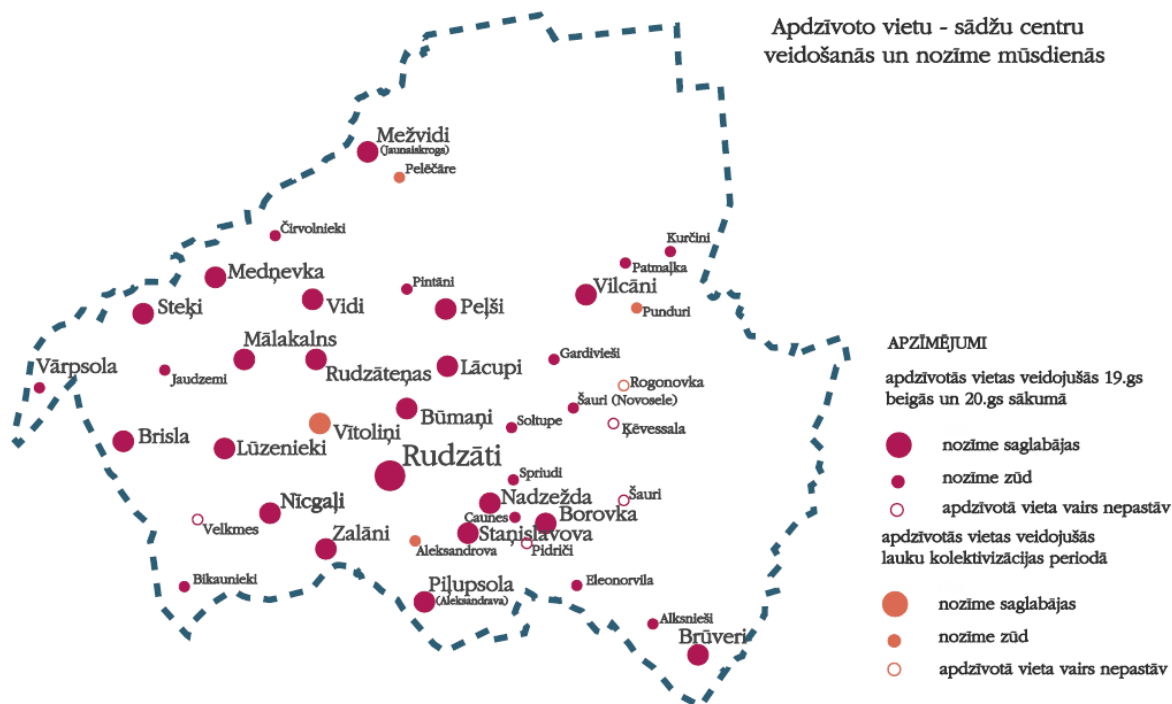 Apdzīvoto vietu - sādžu centru
veidošanās un nozīme mūsdienās
Mežvidi
(Jaunaiskrogs)
Pelēčāre
Čirvolnieki
Kurčini
Patmaļka
Medņevka
Pintāni
Vilcāni
Steķi
Vidi
Peļši
Punduri
Mālakalns
Vārpsola
Jaudzemi
Rudzāteņas
Lācupi
Gardivieši
Rogonovka
Šauri (Novosele)
Būmaņi
Vītoliņi
Soltupe
Ķēvessala
Brisla
Lūzenieki
Rudzāti
Spriudi
Nadzežda
Šauri
Nīcgaļi
Caunes
Borovka
Velkmes
Zalāni
Staņislavova
Aleksandrova
Pidriči
Bikaunieki
Piļupsola
(Aleksandrava)
Eleonorvila
Alksnieši
Brūveri
APZĪMĒJUMI
apdzīvotās vietas veidojušās 19.gs
beigās un 20.gs sākumā
nozīme saglabājas
nozīme zūd
apdzīvotā vieta vairs nepastāv
apdzīvotās vietas veidojušās
lauku kolektivizācijas periodā
nozīme saglabājas
nozīme zūd
apdzīvotā vieta vairs nepastāv